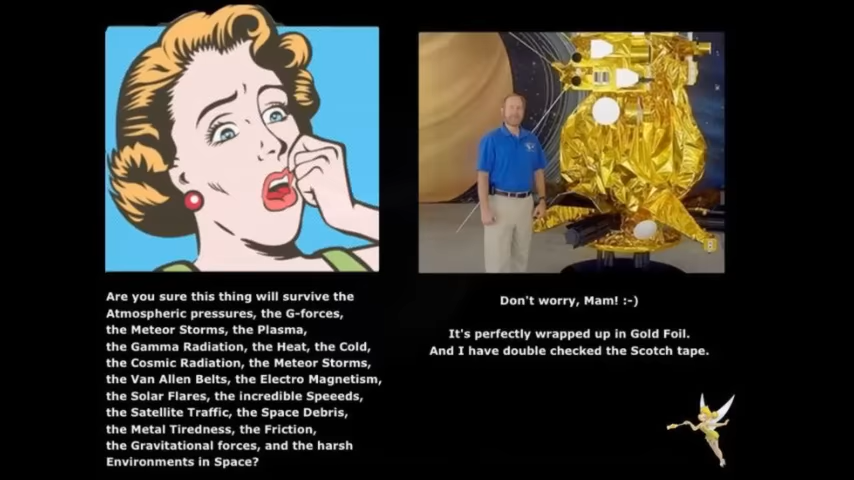 Are you sure this thing will survive the
Atmospheric pressures, the G-forces,
the Meteor Storms, the Plasma,
the Gamma Radiation, the Heat, the Cold,
the Cosmic Radiation, the Meteor Storms,
the Van Allen Belts, the Electro Magnetism,
the Solar Flares, the incredible Speeeds,
the Satellite Traffic, the Space Debris,
the Metal Tiredness, the Friction,
the Gravitational forces, and the harsh
Environments in Space?
Don't worry, Mam! :-)
It's perfectly wrapped up in Gold Foil.
And I have double checked the Scotch tape.